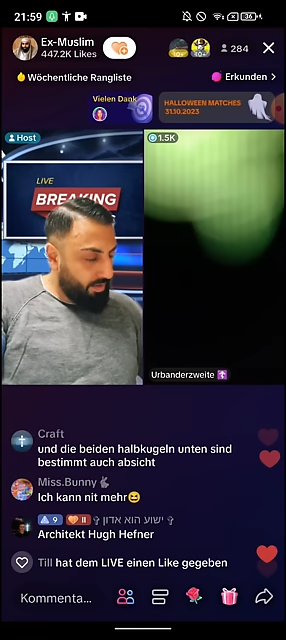 21:59
36
Ex-Muslim
447.2K Likes
284
Wöchentliche Rangliste
Erkunden >
Vielen Dank
HALLOWEEN MATCHES
31.10.2023
Host
1.5K
LIVE
BREAKING
Urbanderzweite
Craft
und die beiden halbkugeln unten sind
bestimmt auch absicht
Miss.Bunny
Ich kann nit mehr😆
9 II ✞ ישוע הוא אדון ✞
Architekt Hugh Hefner
Till hat dem LIVE einen Like gegeben
Kommenta...